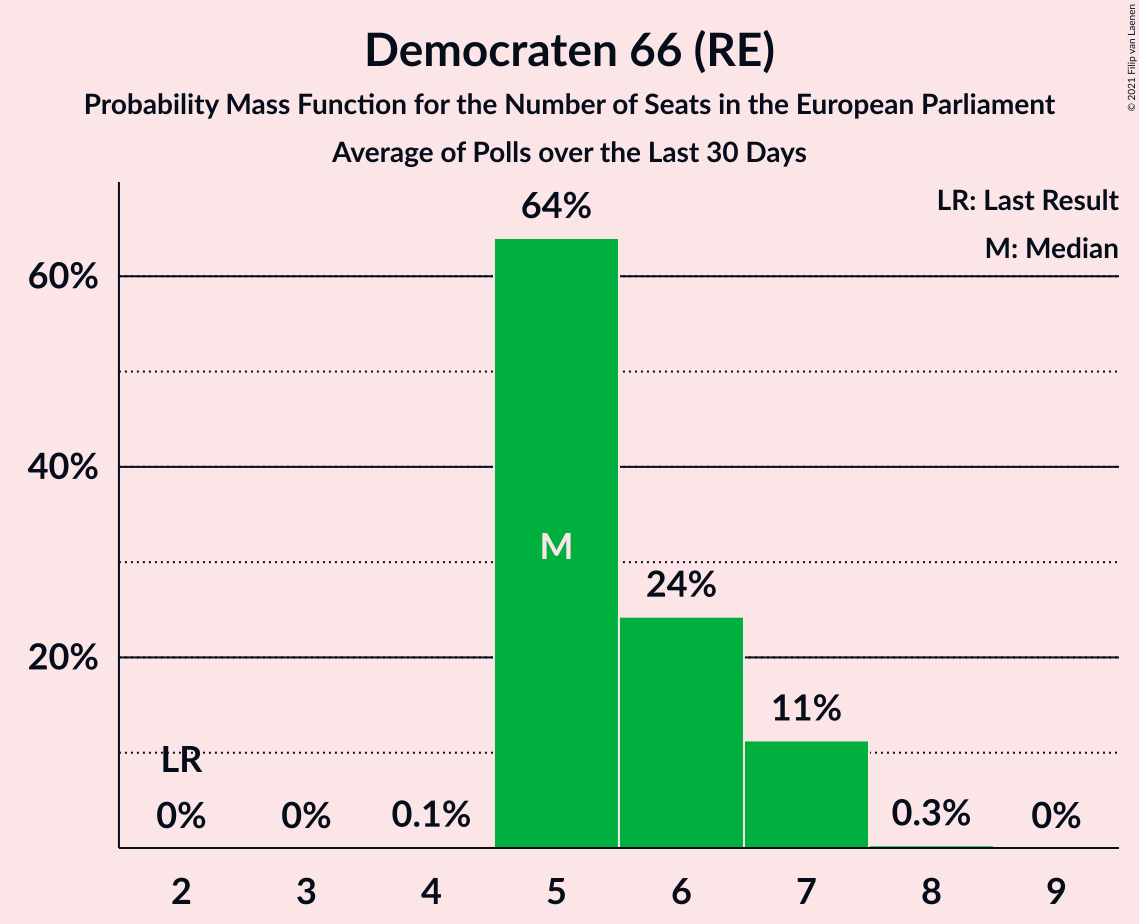 Democraten 66 (RE)
Probability Mass Function for the Number of Seats in the European Parliament
Average of Polls over the Last 30 Days
© 2021 Filip van Laenen
LR: Last Result
M: Median
64%
60%
40%
M
24%
20%
11%
LR
0%
0%
0.1%
0.3%
0%
2 3 4 5 6 7 8 9